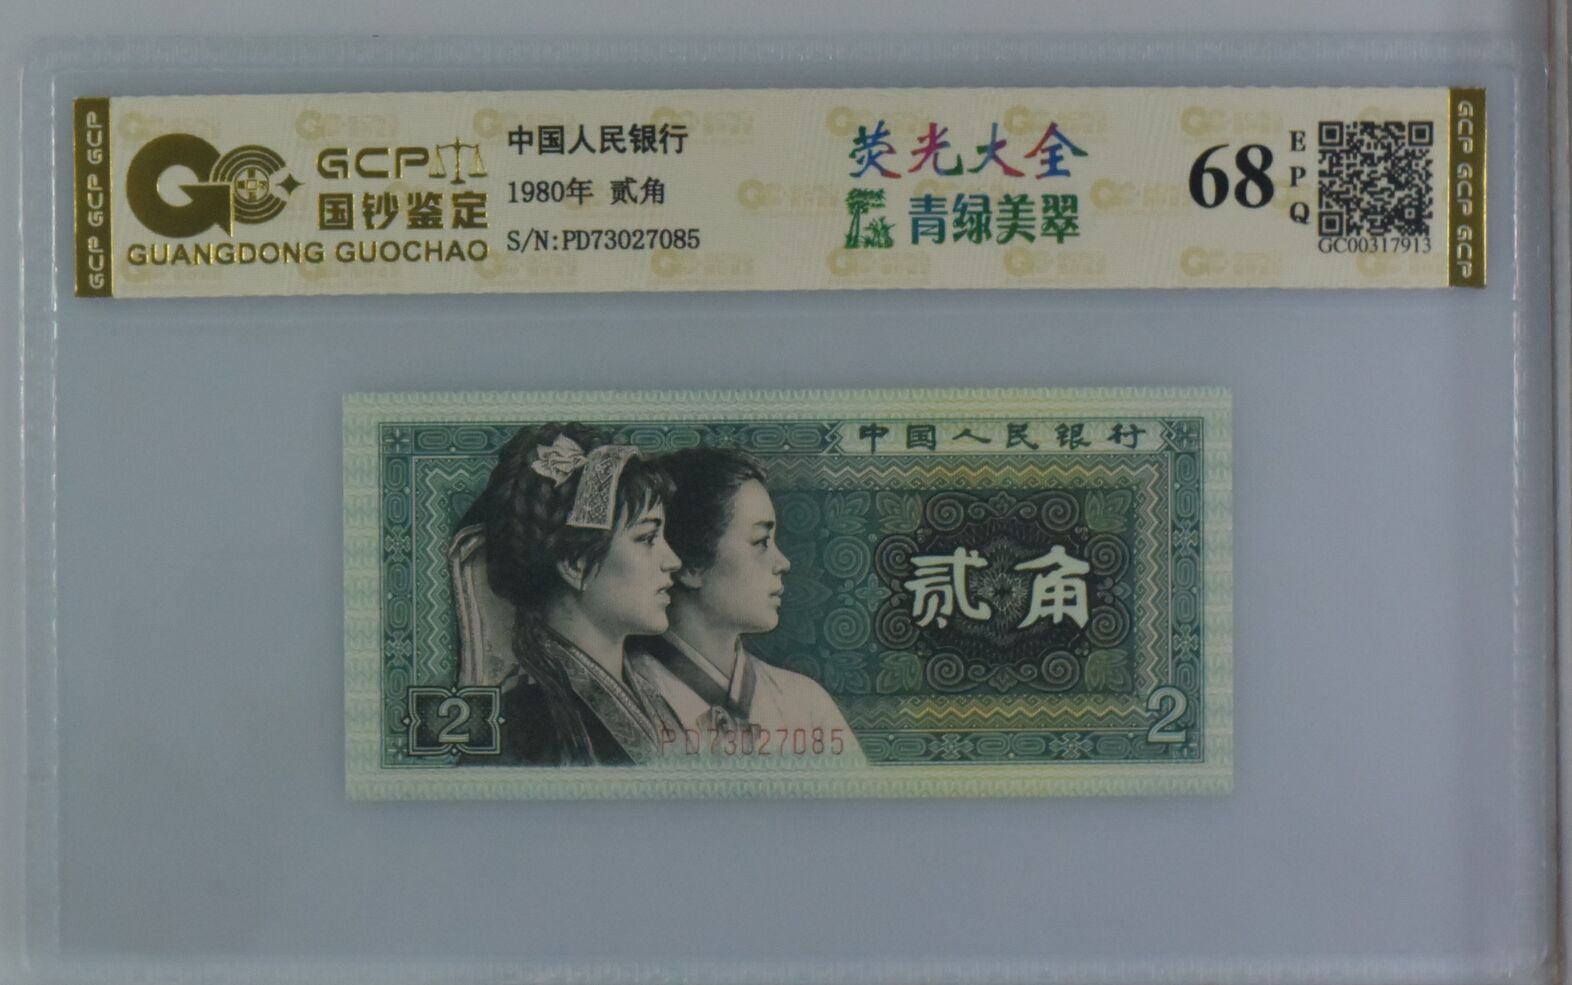 GCP GCP GCP
GCP
国钞鉴定
GUANGDONG GUOCHAO
中国人民银行
1980年 贰角
S/N:PD73027085
荧光大全
青绿美翠
68
EPQ
GC00317913
GCP GCP GCP
中国人民银行
贰角
2
2
PD73027085